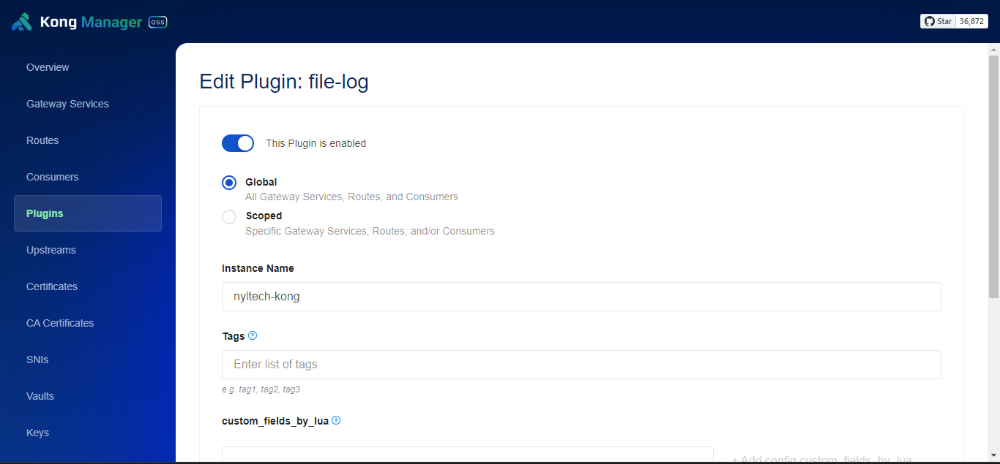 Kong Manager OSS
Star 36,872
Overview
Gateway Services
Routes
Consumers
Plugins
Upstreams
Certificates
CA Certificates
SNIs
Vaults
Keys
Edit Plugin: file-log
This Plugin is enabled
Global
All Gateway Services, Routes, and Consumers
Scoped
Specific Gateway Services, Routes, and/or Consumers
Instance Name
nyltech-kong
Tags ?
Enter list of tags
e.g. tag1, tag2, tag3
custom_fields_by_lua ?
+ Add config.custom_fields_by_lua